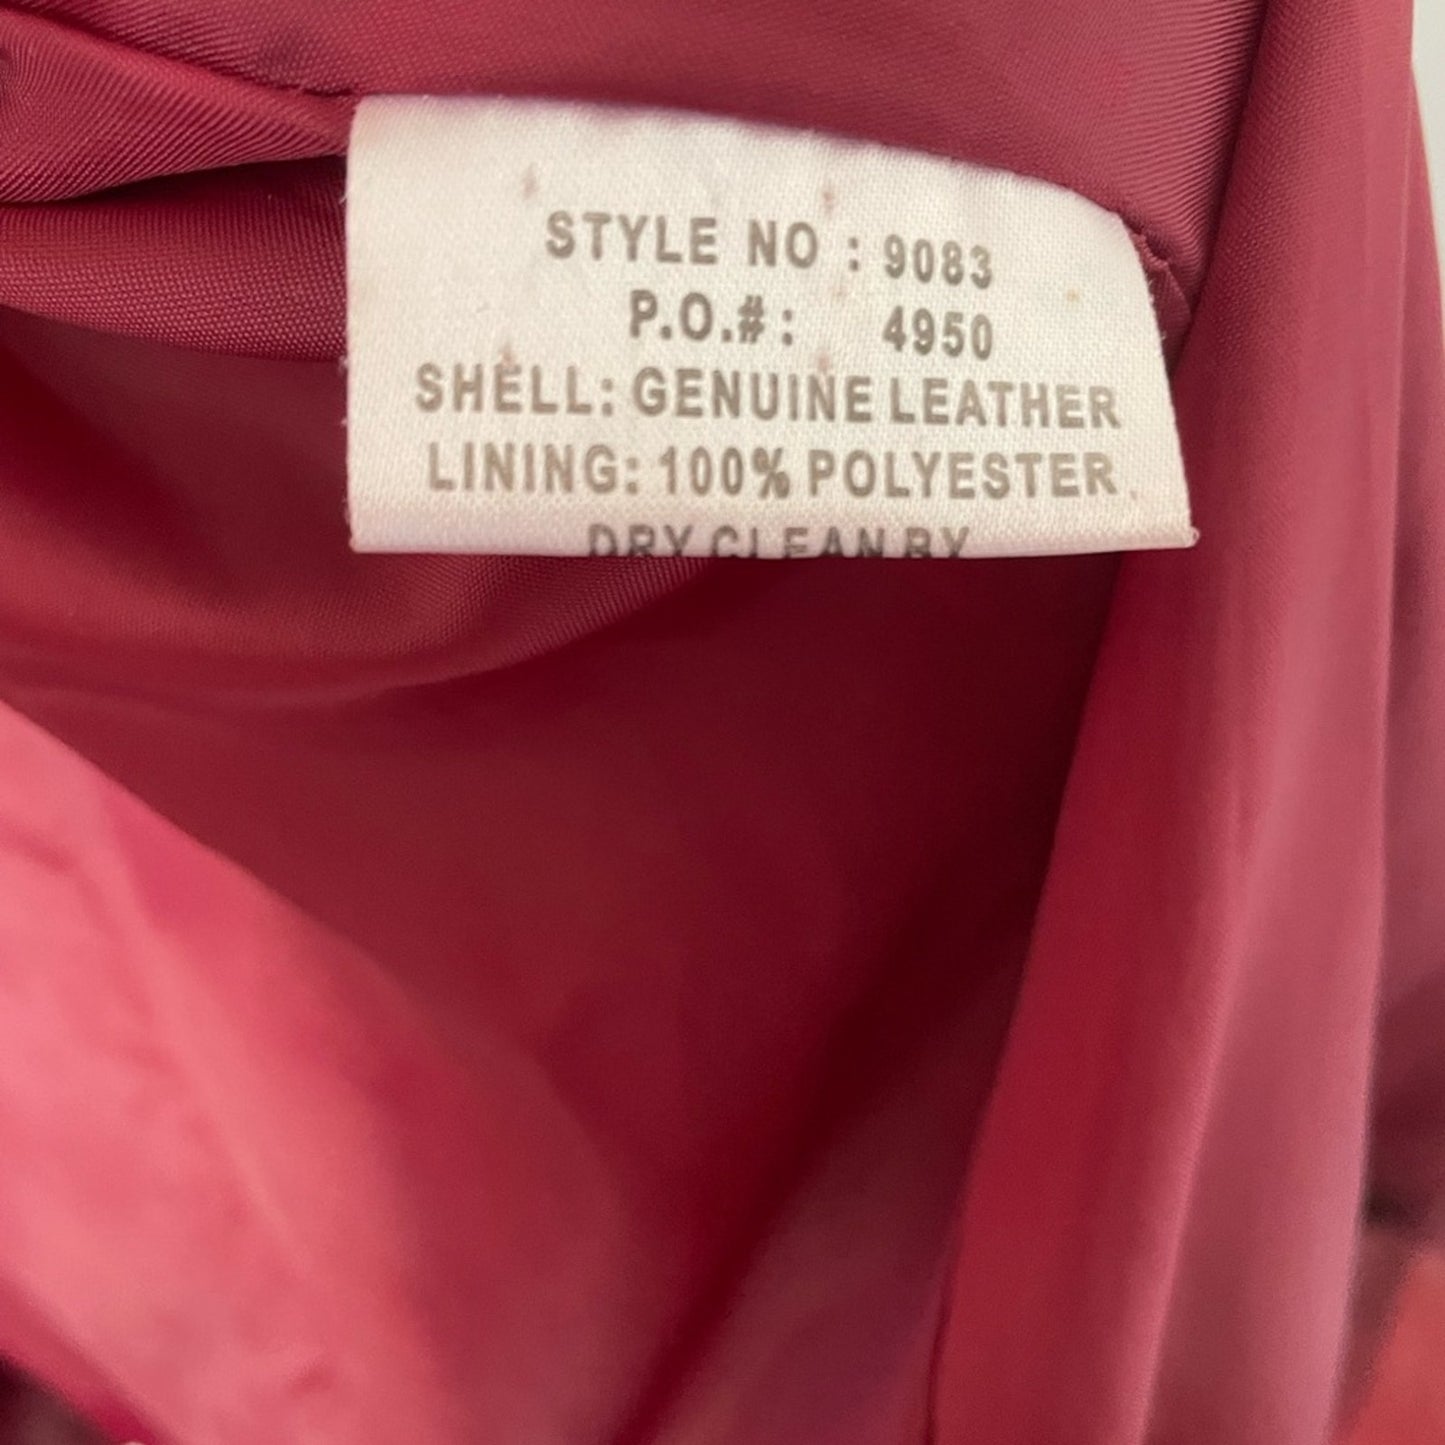 STYLE NO : 9083
P.O.#: 4950
SHELL: GENUINE LEATHER
LINING: 100% POLYESTER
DRY CLEAN BY